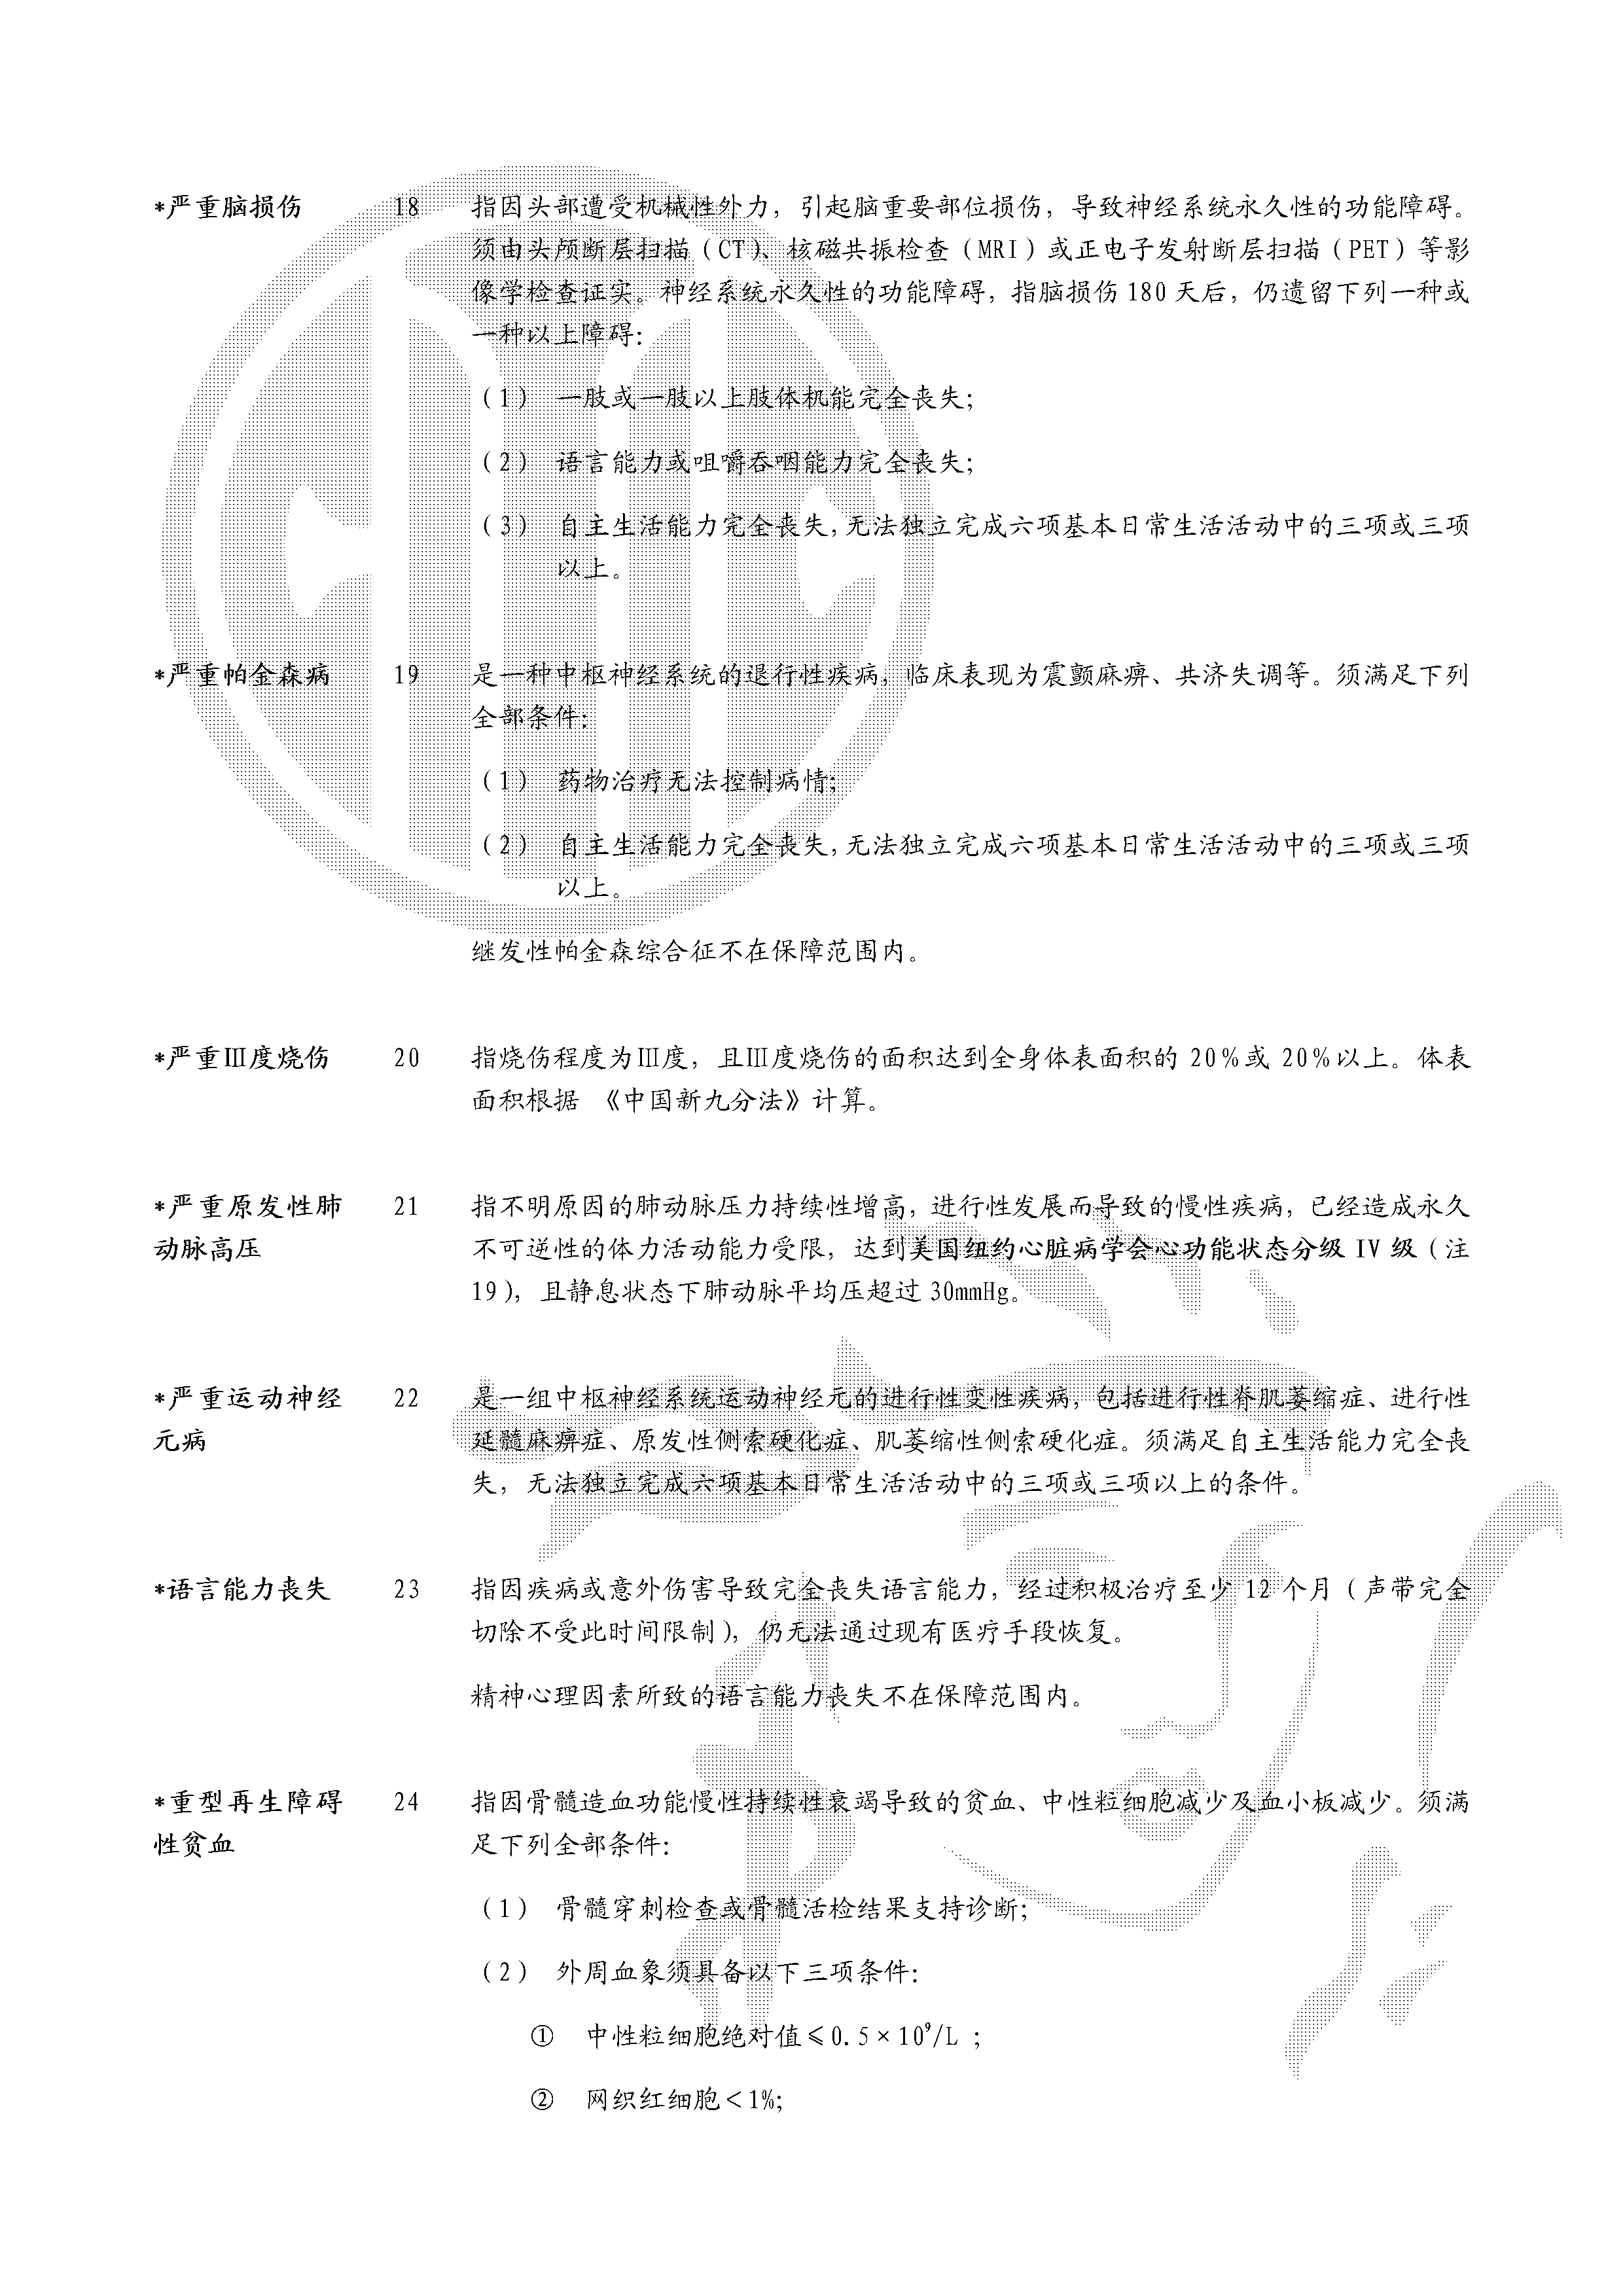 *严重脑损伤 18 指因头部遭受机械性外力，引起脑重要部位损伤，导致神经系统永久性的功能障碍。
须由头颅断层扫描（CT）、核磁共振检查（MRI）或正电子发射断层扫描（PET）等影
像学检查证实。神经系统永久性的功能障碍，指脑损伤 180 天后，仍遗留下列一种或
一种以上障碍：
（1） 一肢或一肢以上肢体机能完全丧失；
（2） 语言能力或咀嚼吞咽能力完全丧失；
（3） 自主生活能力完全丧失，无法独立完成六项基本日常生活活动中的三项或三项
以上。
*严重帕金森病 19 是一种中枢神经系统的退行性疾病，临床表现为震颤麻痹、共济失调等。须满足下列
全部条件：
（1） 药物治疗无法控制病情；
（2） 自主生活能力完全丧失，无法独立完成六项基本日常生活活动中的三项或三项
以上。
继发性帕金森综合征不在保障范围内。
*严重Ⅲ度烧伤 20 指烧伤程度为Ⅲ度，且Ⅲ度烧伤的面积达到全身体表面积的 20%或 20%以上。体表
面积根据 《中国新九分法》计算。
*严重原发性肺 21 指不明原因的肺动脉压力持续性增高，进行性发展而导致的慢性疾病，已经造成永久
动脉高压 不可逆性的体力活动能力受限，达到美国纽约心脏病学会心功能状态分级 IV 级（注
19），且静息状态下肺动脉平均压超过 30mmHg。
*严重运动神经 22 是一组中枢神经系统运动神经元的进行性变性疾病，包括进行性脊肌萎缩症、进行性
元病 延髓麻痹症、原发性侧索硬化症、肌萎缩性侧索硬化症。须满足自主生活能力完全丧
失，无法独立完成六项基本日常生活活动中的三项或三项以上的条件。
*语言能力丧失 23 指因疾病或意外伤害导致完全丧失语言能力，经过积极治疗至少 12 个月（声带完全
切除不受此时间限制），仍无法通过现有医疗手段恢复。
精神心理因素所致的语言能力丧失不在保障范围内。
*重型再生障碍 24 指因骨髓造血功能慢性持续性衰竭导致的贫血、中性粒细胞减少及血小板减少。须满
性贫血 足下列全部条件：
（1） 骨髓穿刺检查或骨髓活检结果支持诊断；
（2） 外周血象须具备以下三项条件：
① 中性粒细胞绝对值≤0.5×10⁹/L ；
② 网织红细胞＜1%；